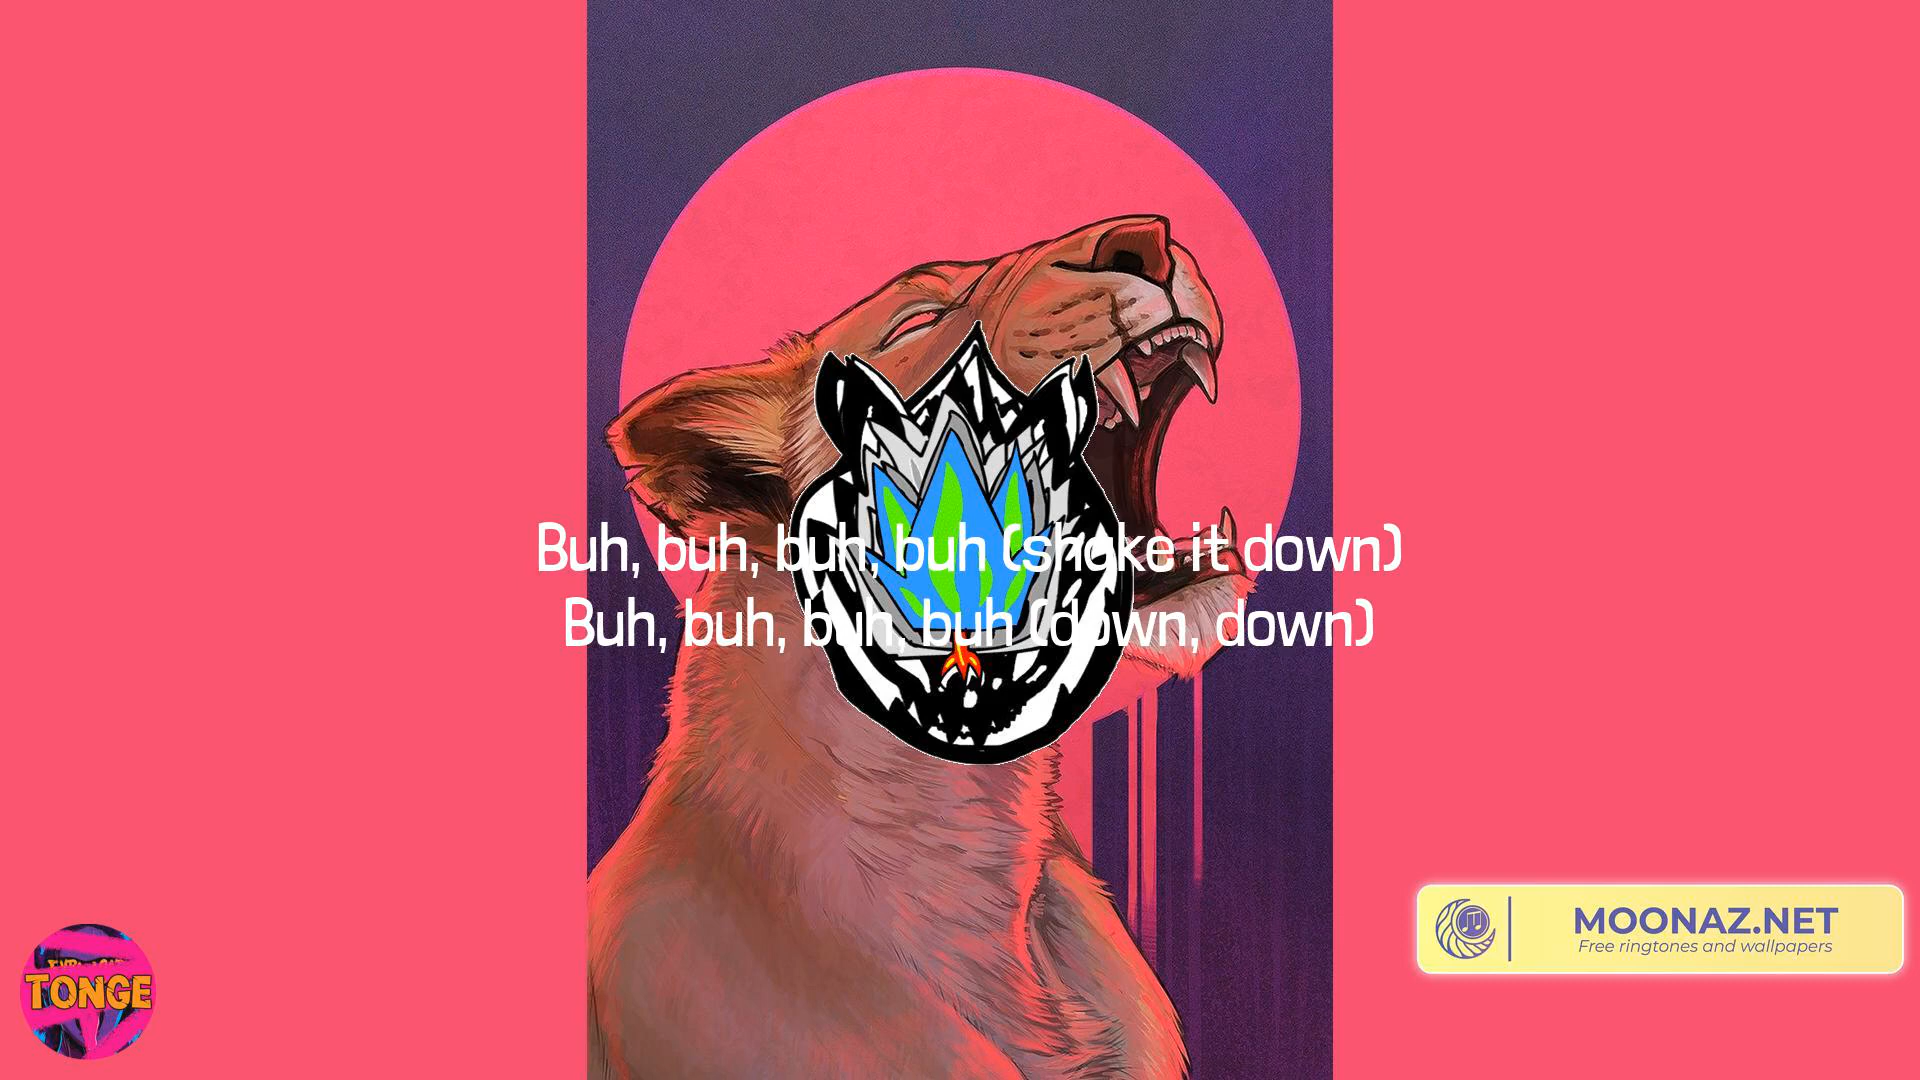 Buh, buh, buh, buh (shake it down)
Buh, buh, buh, buh (down, down)
TONGE
MOONAZ.NET
Free ringtones and wallpapers